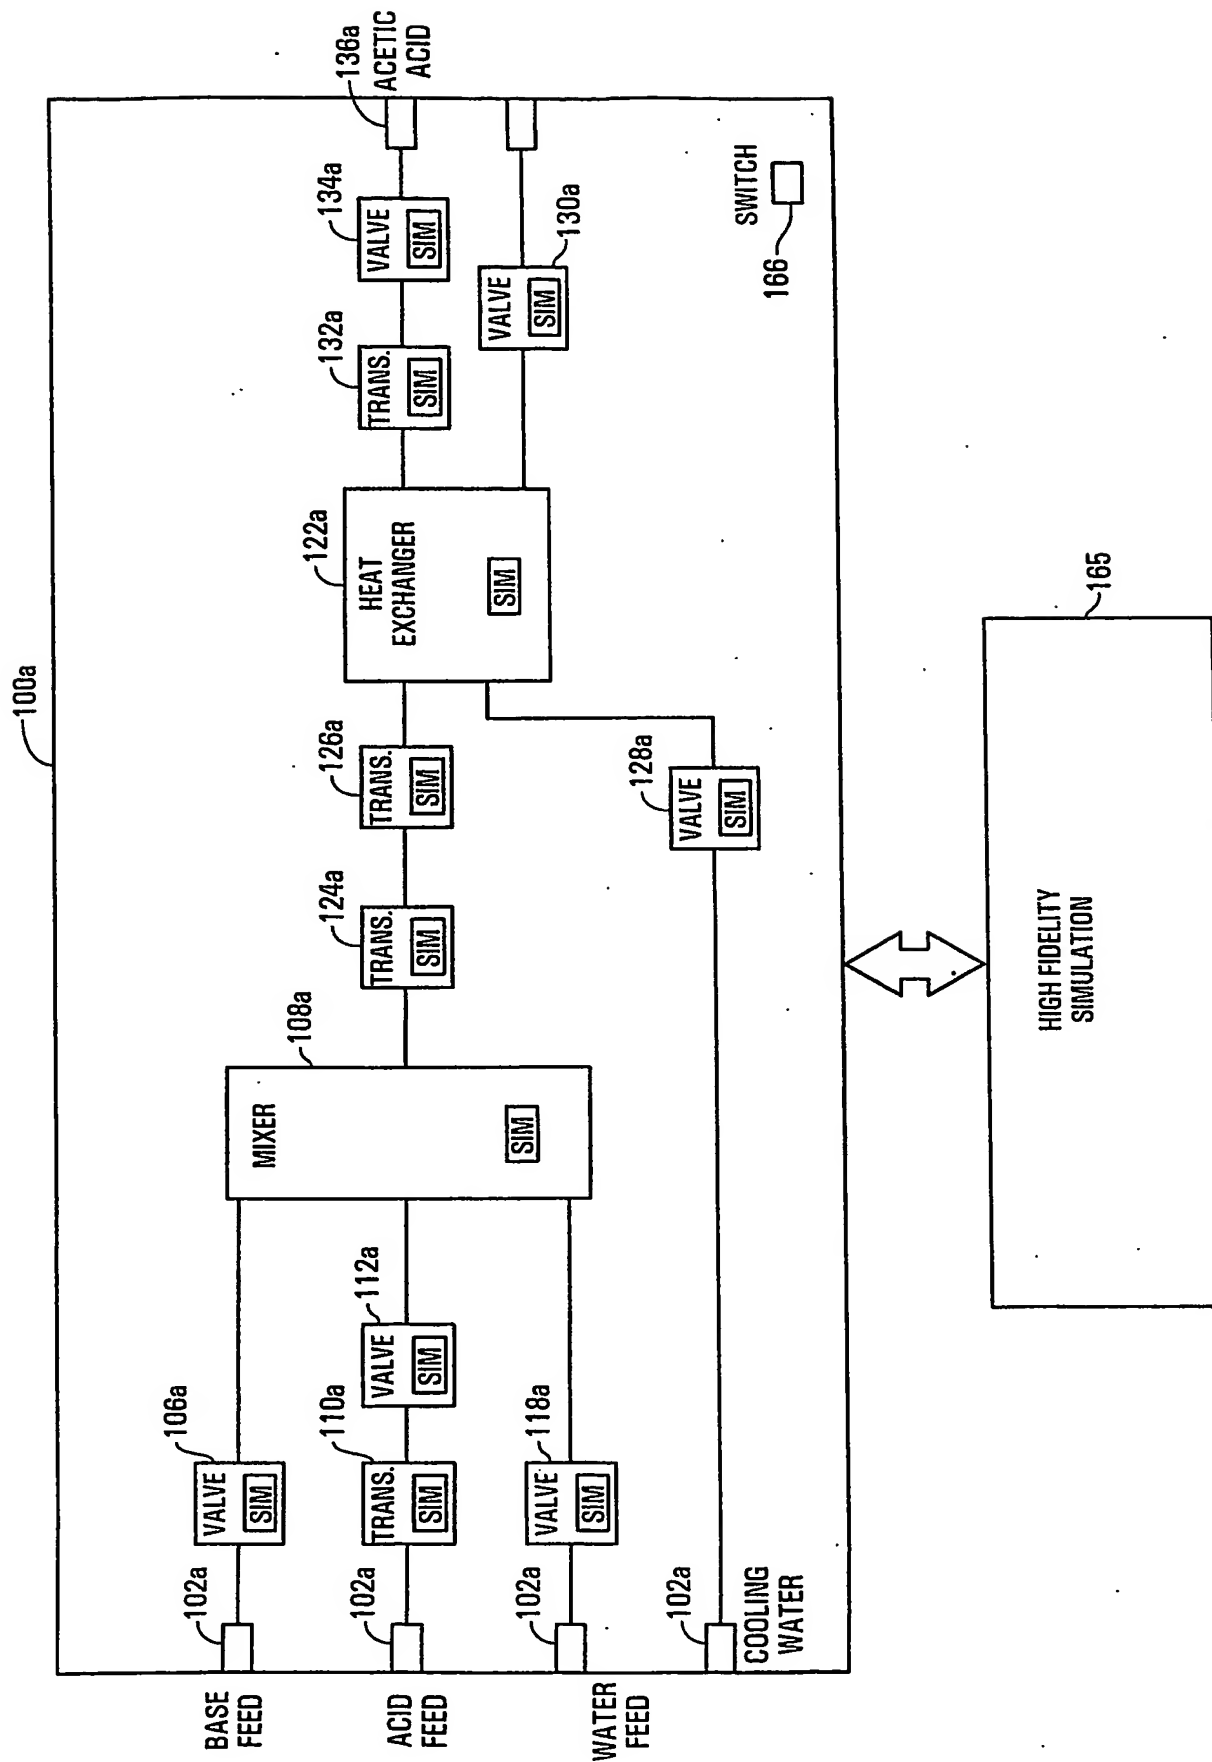 100a
BASE
FEED
102a
106a
VALVE
SIM
ACID
FEED
102a
110a
TRANS.
SIM
112a
VALVE
SIM
WATER
FEED
102a
118a
VALVE
SIM
COOLING
WATER
102a
108a
MIXER
SIM
124a
TRANS.
SIM
126a
TRANS.
SIM
128a
VALVE
SIM
122a
HEAT
EXCHANGER
SIM
132a
TRANS.
SIM
134a
VALVE
SIM
136a
ACETIC
ACID
130a
VALVE
SIM
SWITCH
166
165
HIGH FIDELITY
SIMULATION